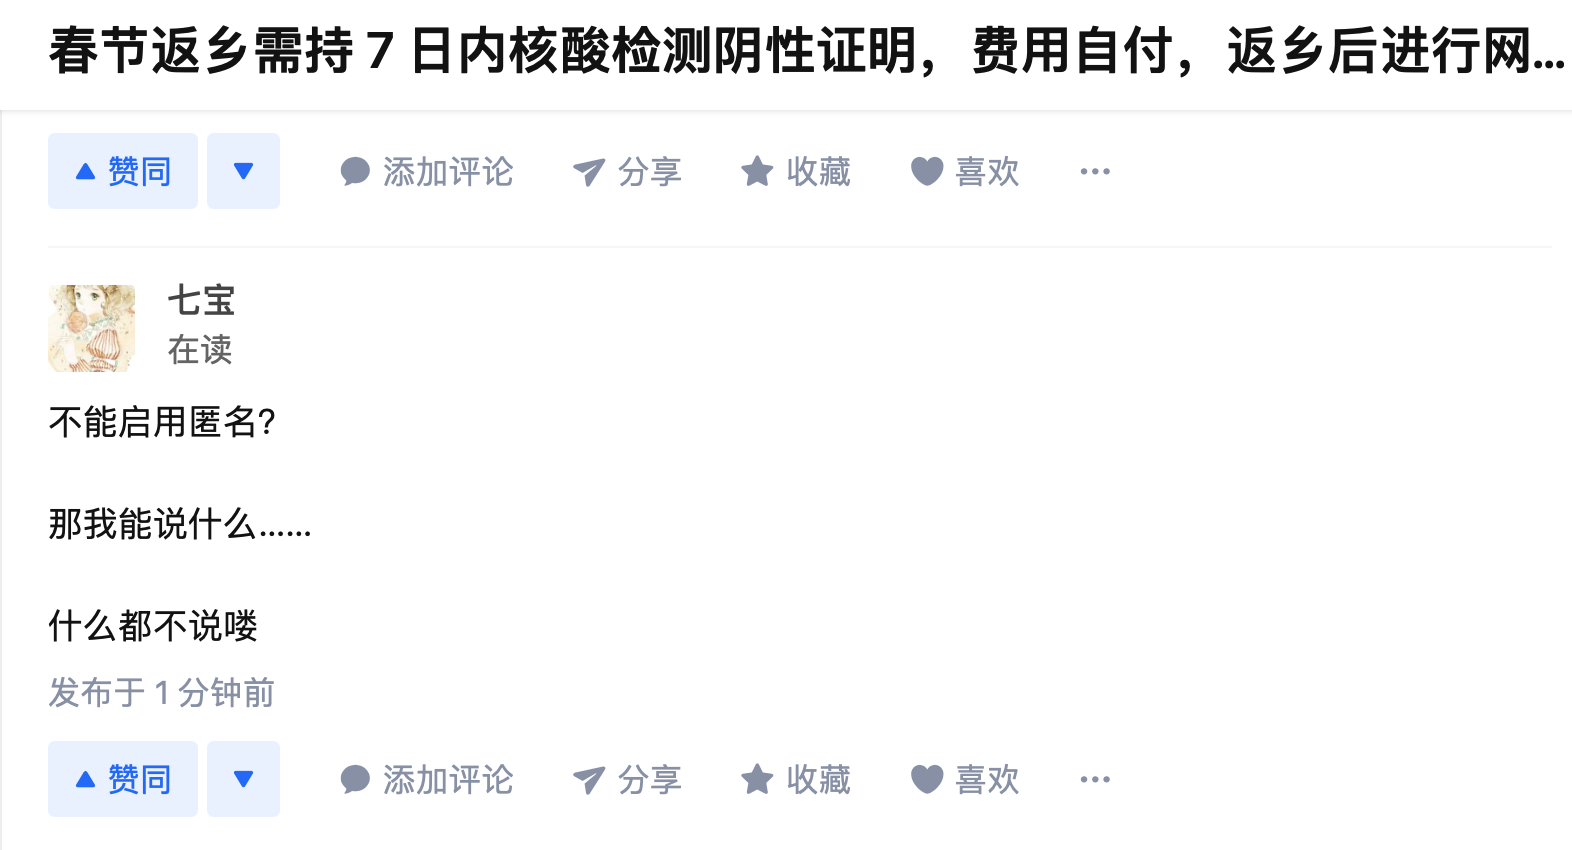 春节返乡需持 7 日内核酸检测阴性证明，费用自付，返乡后进行网...
赞同 添加评论 分享 收藏 喜欢
七宝
在读
不能启用匿名?
那我能说什么......
什么都不说喽
发布于 1 分钟前
赞同 添加评论 分享 收藏 喜欢